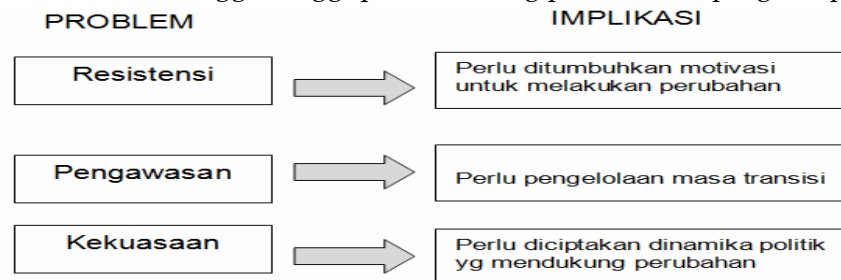 PROBLEM IMPLIKASI
Resistensi
Perlu ditumbuhkan motivasi
untuk melakukan perubahan
Pengawasan
Perlu pengelolaan masa transisi
Kekuasaan
Perlu diciptakan dinamika politik
yg mendukung perubahan